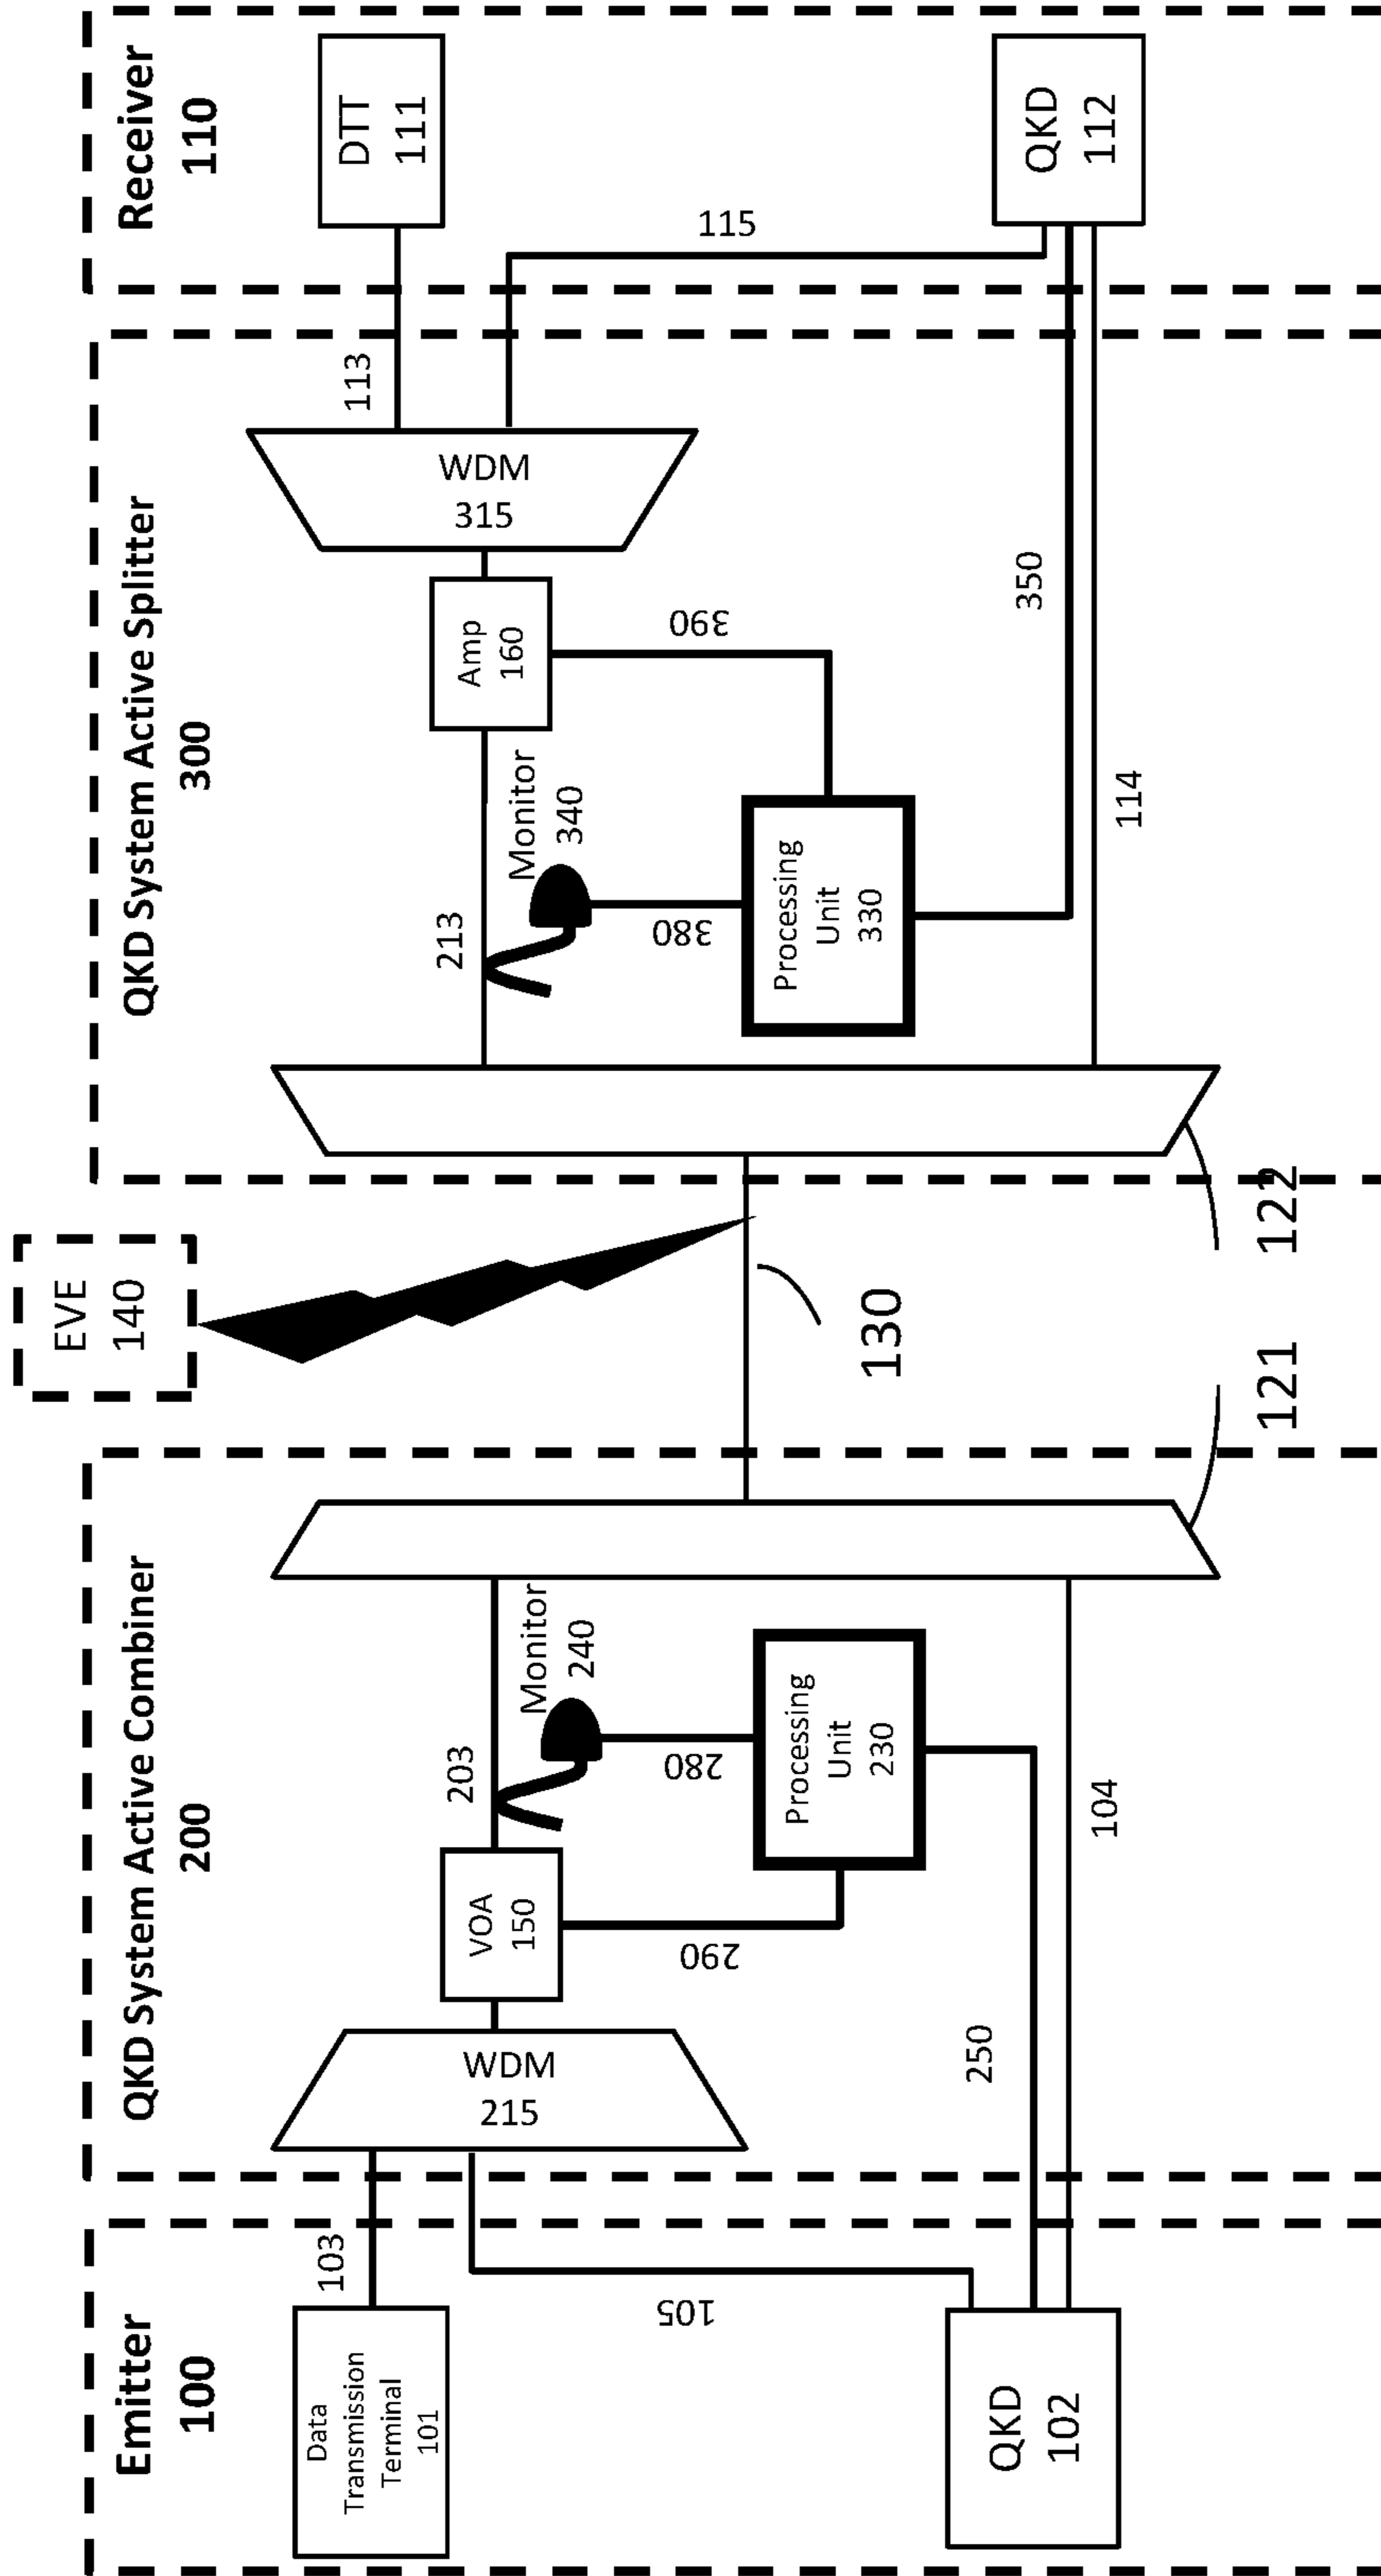 EVE
140
Emitter
100
Data
Transmission
Terminal
101
103
105
QKD
102
QKD System Active Combiner
200
WDM
215
VOA
150
203
Monitor
240
290
280
Processing
Unit
230
250
104
121
130
122
QKD System Active Splitter
300
213
Monitor
340
380
Amp
160
390
Processing
Unit
330
WDM
315
350
114
113
Receiver
110
DTT
111
115
QKD
112